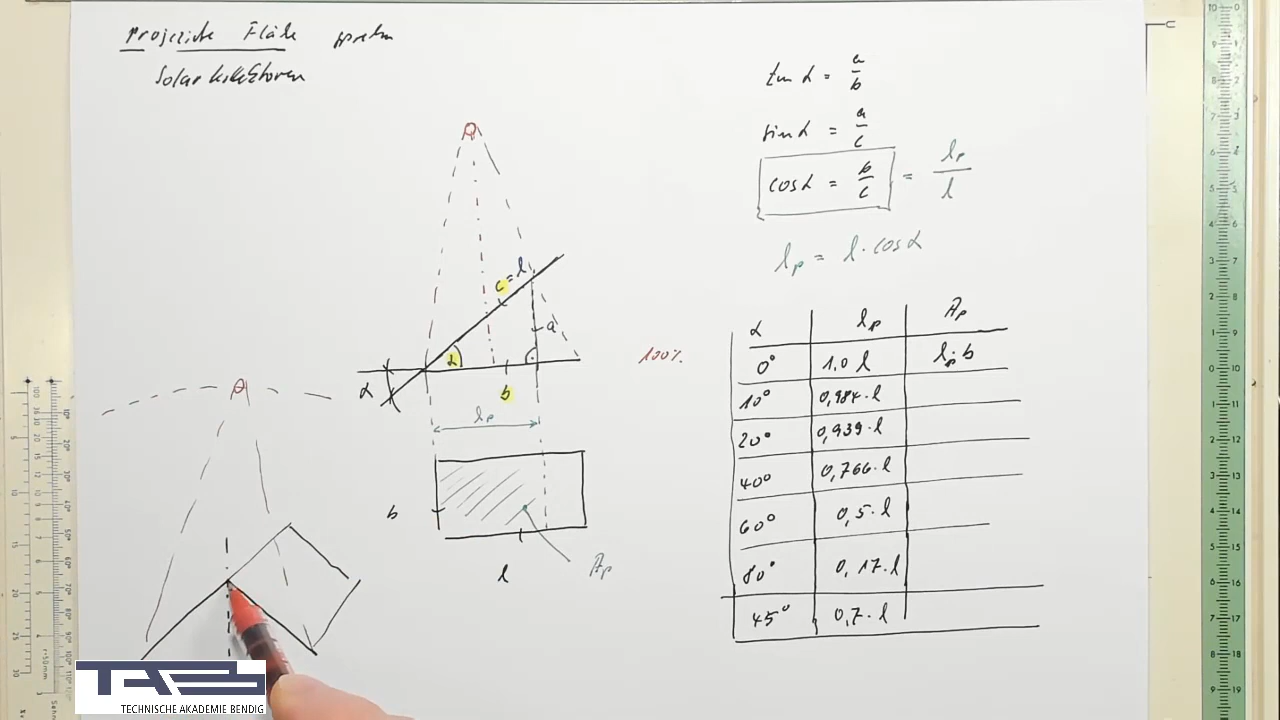 Projezierte Fläche
Solarkollektoren
tan α = a/b
sin α = a/c
cos α = b/c = lp/l
lp = l · cos α
c = l
a
α
α
b
lp
b
l
Ap
100%
α lp Ap
0° 1.0 l lp·b
10° 0,984·l
20° 0,939·l
40° 0,766·l
60° 0,5·l
80° 0,17·l
45° 0,7·l
TAB
TECHNISCHE AKADEMIE BENDIG